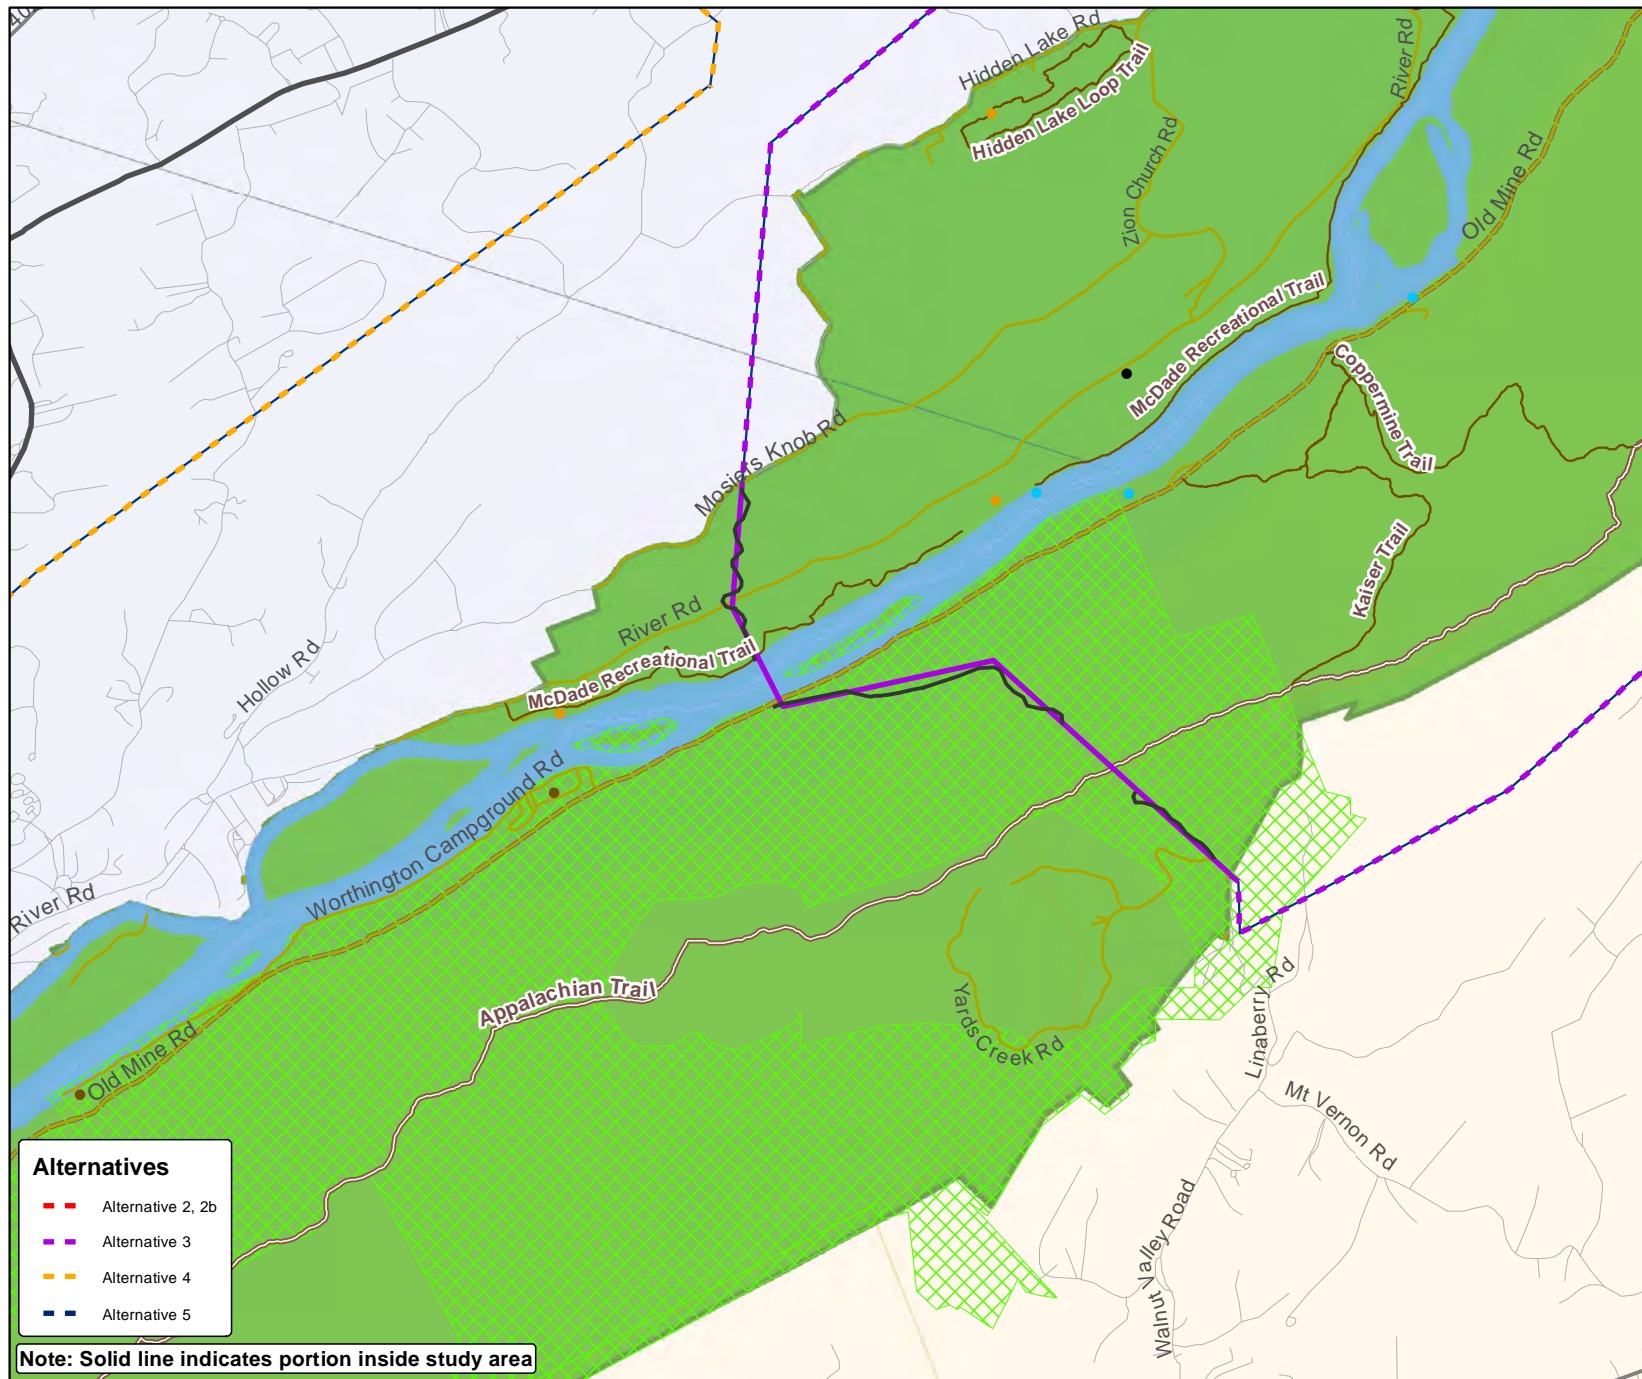 Hidden Lake Rd
Hidden Lake Loop Trail
River Rd
Zion Church Rd
Old Mine Rd
McDade Recreational Trail
Coppermine Trail
Mosiers Knob Rd
Kaiser Trail
River Rd
McDade Recreational Trail
Hollow Rd
Worthington Campground Rd
River Rd
Appalachian Trail
Yards Creek Rd
Linaberry Rd
Old Mine Rd
Mt Vernon Rd
Walnut Valley Road
Alternatives
Alternative 2, 2b
Alternative 3
Alternative 4
Alternative 5
Note: Solid line indicates portion inside study area